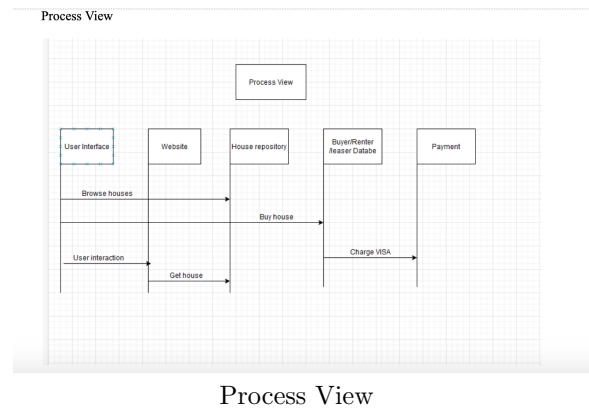 Process View
Process View
User Interface
Website
House repository
Buyer/Renter
/leaser Databe
Payment
Browse houses
Buy house
Charge VISA
User interaction
Get house
Process View